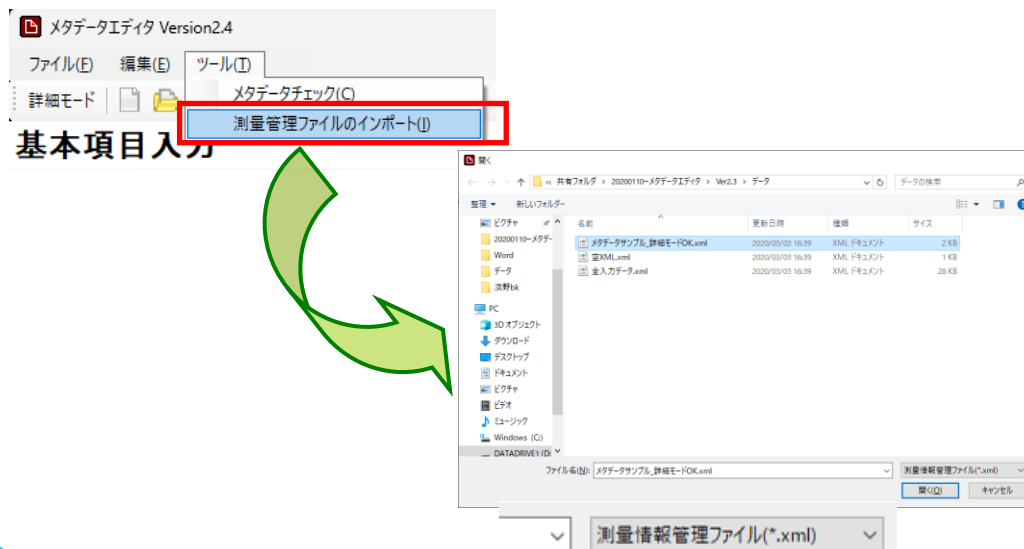 メタデータエディタ Version2.4
ファイル(F) 編集(E) ツール(T)
詳細モード メタデータチェック(C)
測量管理ファイルのインポート(I)
基本項目入力
開く
« 共有フォルダ › 20200110-メタデータエディタ › Ver2.3 › データ データの検索
整理 新しいフォルダー
ピクチャ 名前 更新日時 種類 サイズ
20200110-メタデー メタデータサンプル_詳細モードOK.xml 2020/03/03 16:39 XML ドキュメント 2 KB
Word 空XML.xml 2020/03/03 16:39 XML ドキュメント 1 KB
データ 全入力データ.xml 2020/03/03 16:39 XML ドキュメント 28 KB
PC
3D オブジェクト
ダウンロード
デスクトップ
ドキュメント
ピクチャ
ビデオ
ミュージック
Windows (C:)
DATADRIVE1 (D:
ファイル名(N): メタデータサンプル_詳細モードOK.xml 測量情報管理ファイル(*.xml)
開く(O) キャンセル
測量情報管理ファイル(*.xml)